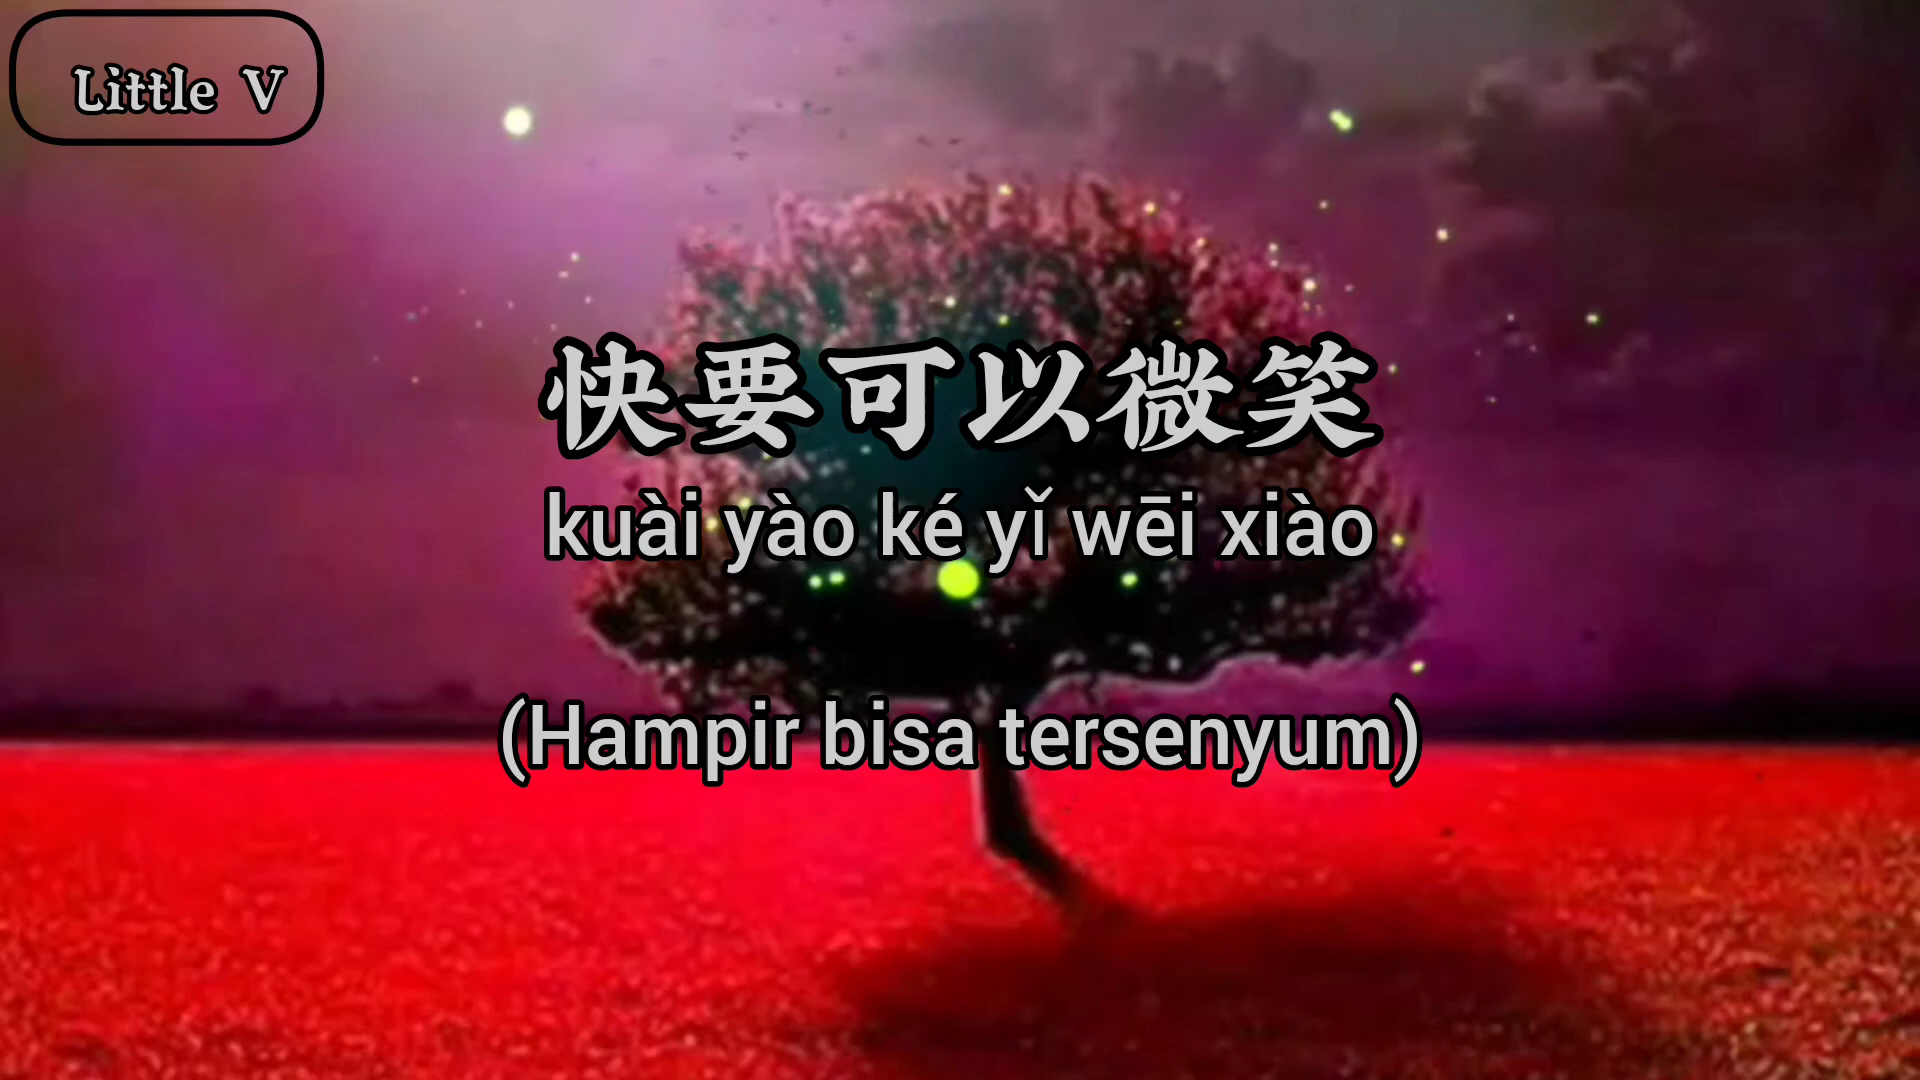 Little V
快要可以微笑
kuài yào ké yǐ wēi xiào
(Hampir bisa tersenyum)